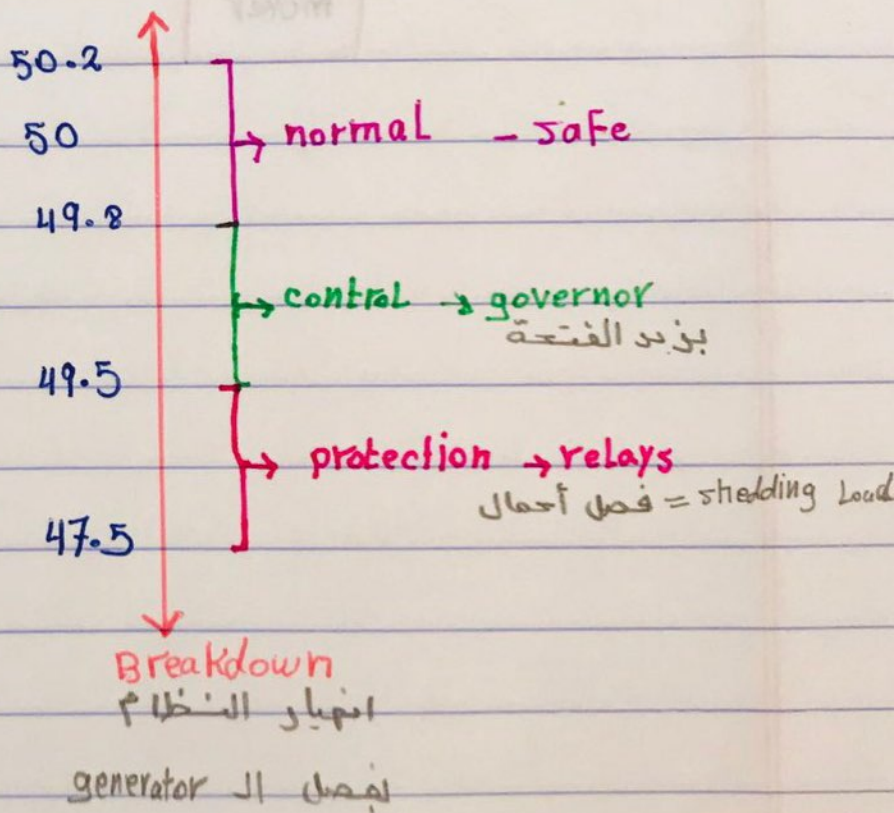 50.2
50 normal - safe
49.8
control → governor
بزيد الفتحة
49.5
protection → relays
فصل أحمال = shedding Load
47.5
Breakdown
انهيار النظام
نفصل ال generator